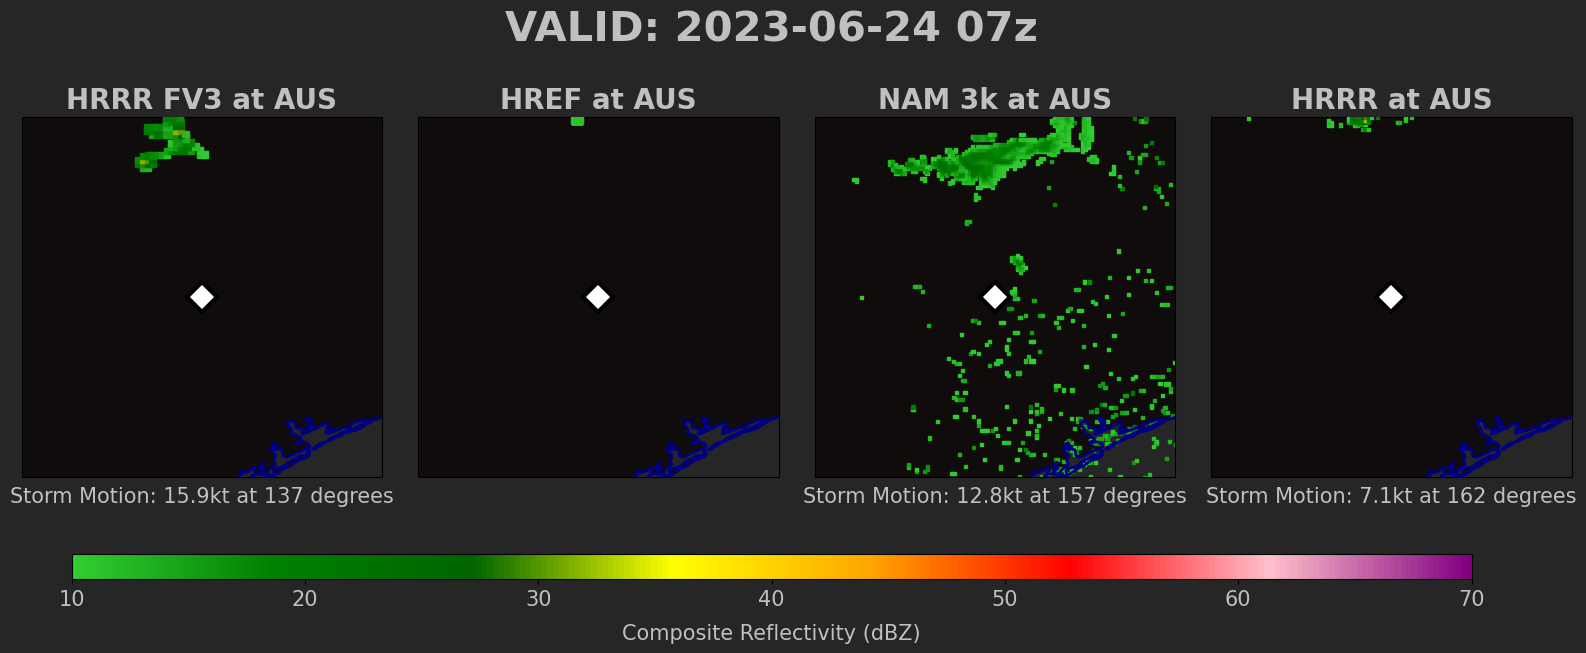 VALID: 2023-06-24 07z
HRRR FV3 at AUS
HREF at AUS
NAM 3k at AUS
HRRR at AUS
Storm Motion: 15.9kt at 137 degrees
Storm Motion: 12.8kt at 157 degrees
Storm Motion: 7.1kt at 162 degrees
10 20 30 40 50 60 70
Composite Reflectivity (dBZ)